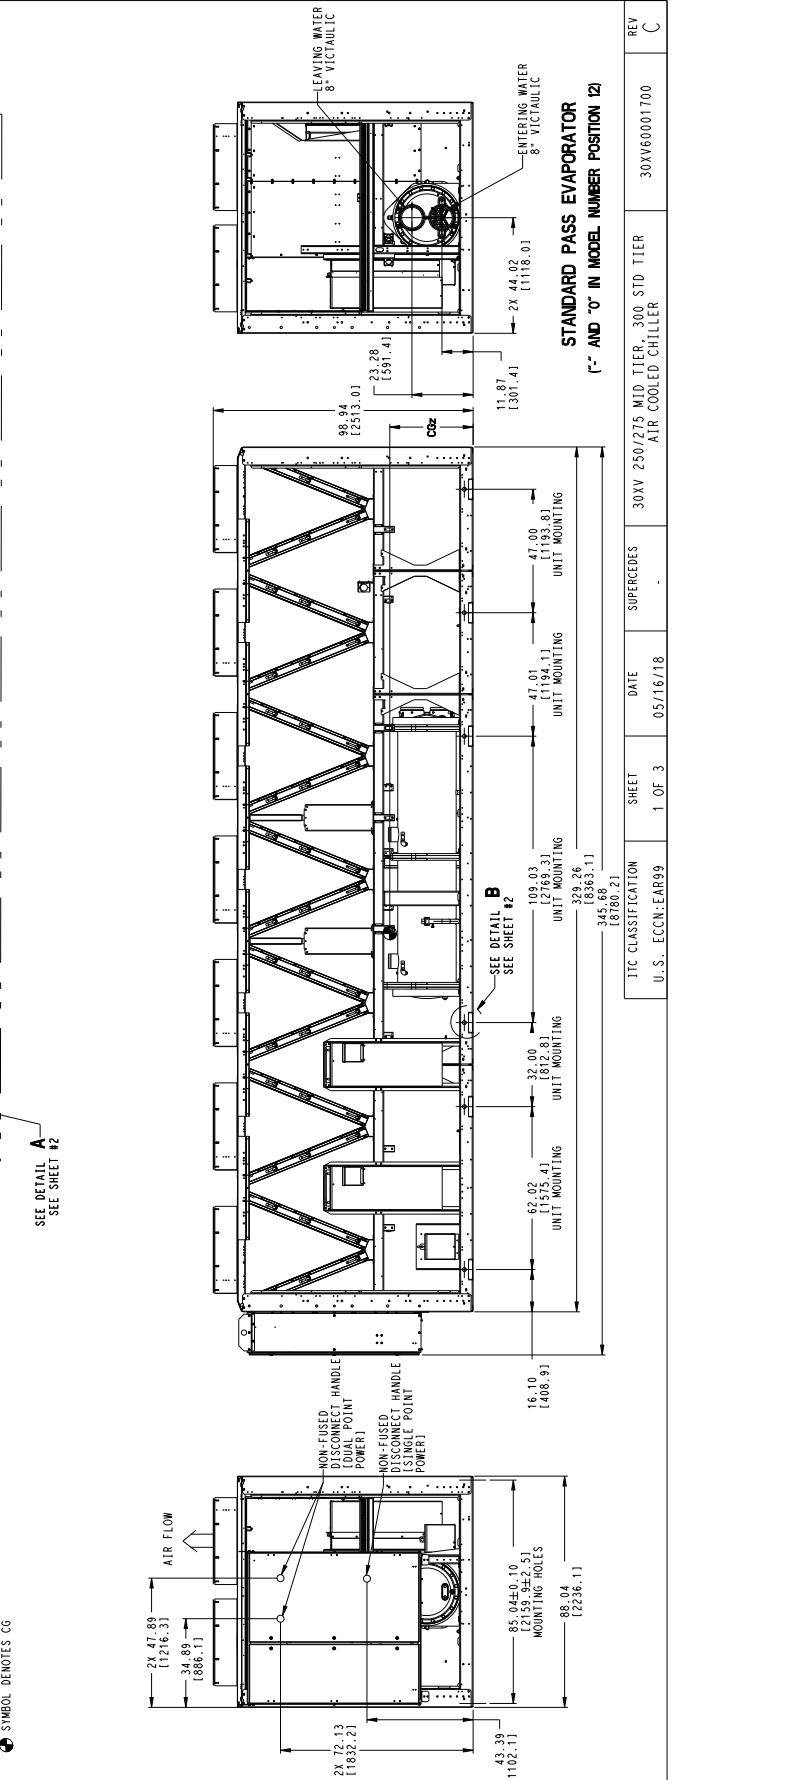 SYMBOL DENOTES CG
SEE DETAIL A
SEE SHEET #2
AIR FLOW
2X 47.89
[1216.3]
34.89
[886.1]
2X 72.13
[1832.2]
43.39
1102.1]
85.04±0.10
[2159.9±2.5]
MOUNTING HOLES
88.04
[2236.1]
NON-FUSED
DISCONNECT HANDLE
[DUAL POINT
POWER]
NON-FUSED
DISCONNECT HANDLE
[SINGLE POINT
POWER]
16.10
[408.9]
62.02
[1575.4]
UNIT MOUNTING
32.00
[812.8]
UNIT MOUNTING
SEE DETAIL B
SEE SHEET #2
109.03
[2769.3]
UNIT MOUNTING
47.01
[1194.1]
UNIT MOUNTING
47.00
[1193.8]
UNIT MOUNTING
329.26
[8363.1]
345.68
[8780.2]
98.94
[2513.0]
CGz
23.28
[591.4]
11.87
[301.4]
2X 44.02
[1118.0]
LEAVING WATER
8" VICTAULIC
ENTERING WATER
8" VICTAULIC
STANDARD PASS EVAPORATOR
("-" AND "0" IN MODEL NUMBER POSITION 12)
ITC CLASSIFICATION
U.S. ECCN:EAR99
SHEET
1 OF 3
DATE
05/16/18
SUPERCEDES
-
30XV 250/275 MID TIER, 300 STD TIER
AIR COOLED CHILLER
30XV60001700
REV
C